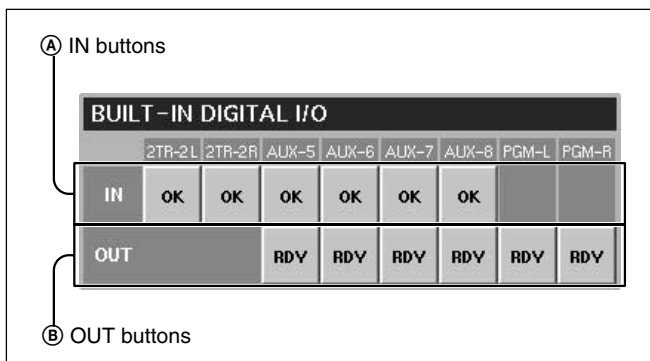 Ⓐ IN buttons
BUILT-IN DIGITAL I/O
2TR-2L 2TR-2R AUX-5 AUX-6 AUX-7 AUX-8 PGM-L PGM-R
IN OK OK OK OK OK OK
OUT RDY RDY RDY RDY RDY RDY
Ⓑ OUT buttons